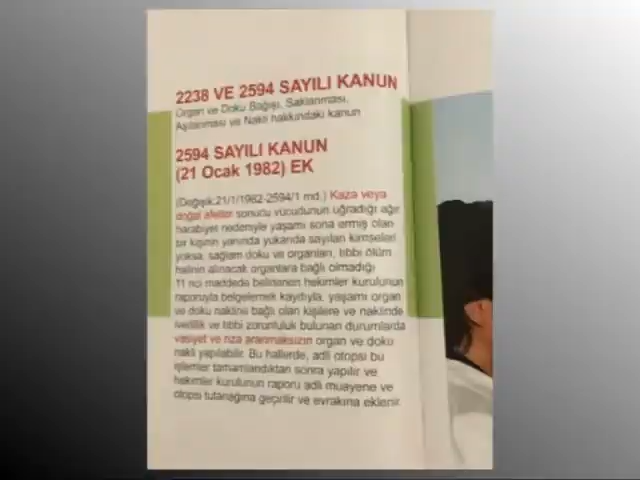 2238 VE 2594 SAYILI KANUN
Organ ve Doku Bağışı, Saklanması,
Aşılanması ve Nakli hakkındaki kanun
2594 SAYILI KANUN
(21 Ocak 1982) EK
(Değişik:21/1/1982-2594/1 md.) Kaza veya
doğal afetler sonucu vücudunun uğradığı ağır
harabiyet nedeniyle yaşamı sona ermiş olan
bir kişinin yanında yukarıda sayılan kimseleri
yoksa, sağlam doku ve organları, tıbbi ölüm
halinin alınacak organlara bağlı olmadığı
11 nci maddede belirlenen hekimler kurulunun
raporuyla belgelemek kaydıyla, yaşamı organ
ve doku nakline bağlı olan kişilere ve naklinde
ivedilik ve tıbbi zorunluluk bulunan durumlarda
vasiyet ve rıza aranmaksızın organ ve doku
nakli yapılabilir. Bu hallerde, adli otopsi bu
işlemler tamamlandıktan sonra yapılır ve
hekimler kurulunun raporu adli muayene ve
otopsi tutanağına geçirilir ve evrakına eklenir.